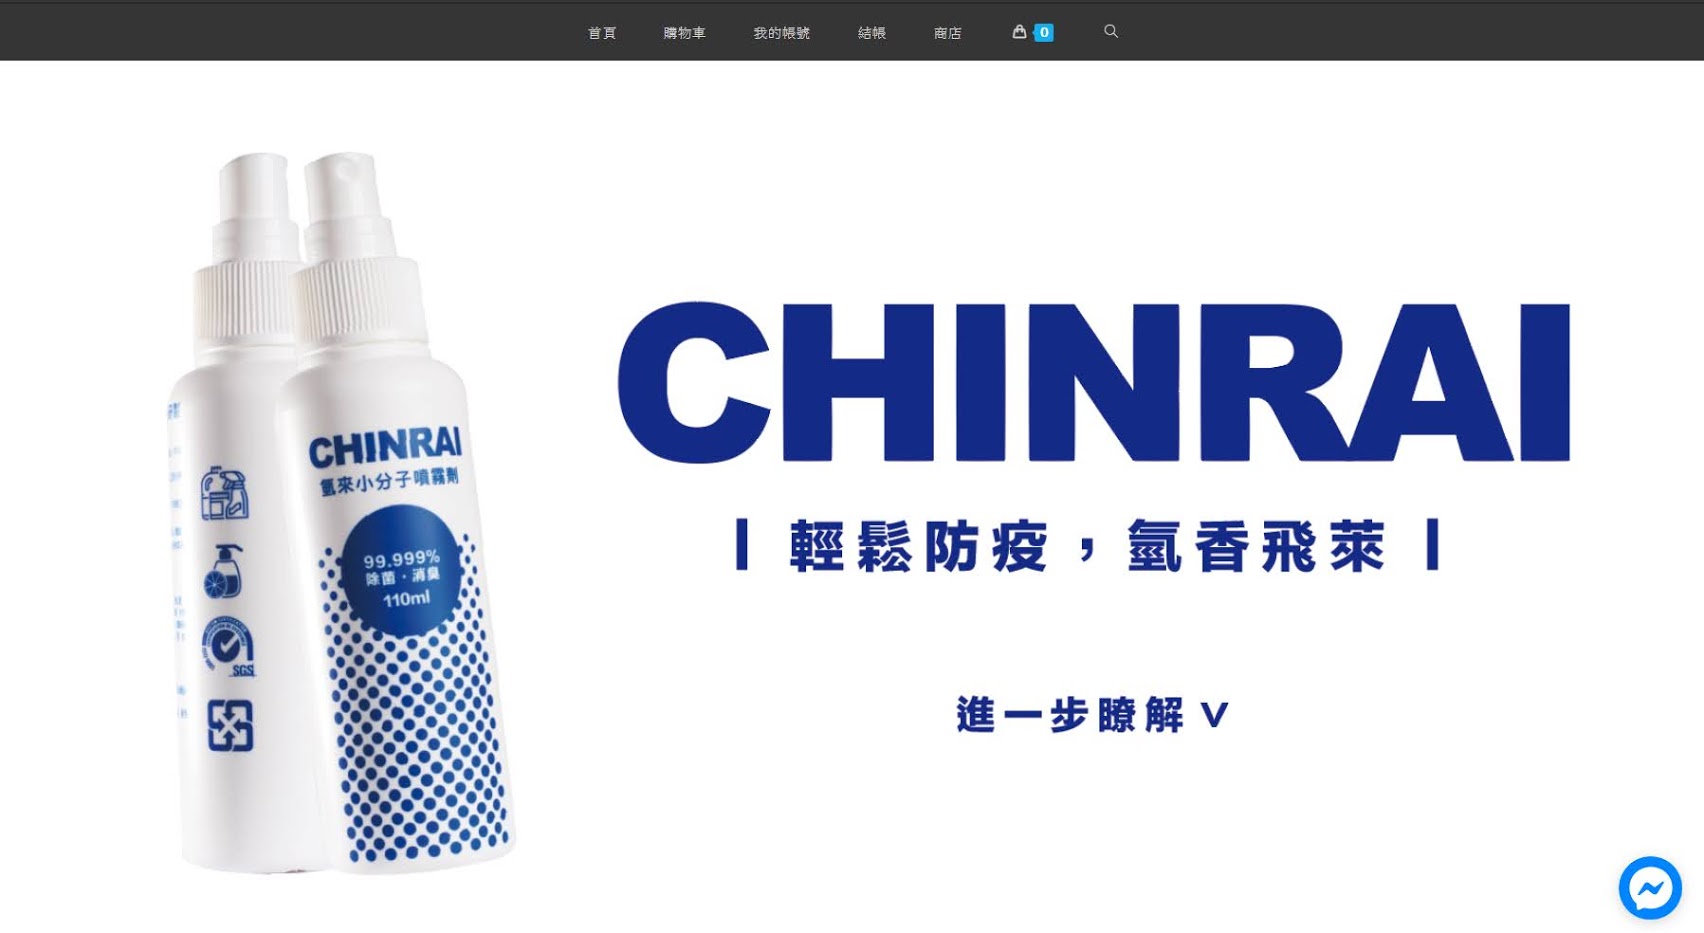 首頁 購物車 我的帳號 結帳 商店 0
CHINRAI
氫來小分子噴霧劑
99.999%
除菌・消臭
110ml
SGS
CHINRAI
輕鬆防疫，氫香飛萊
進一步瞭解 V